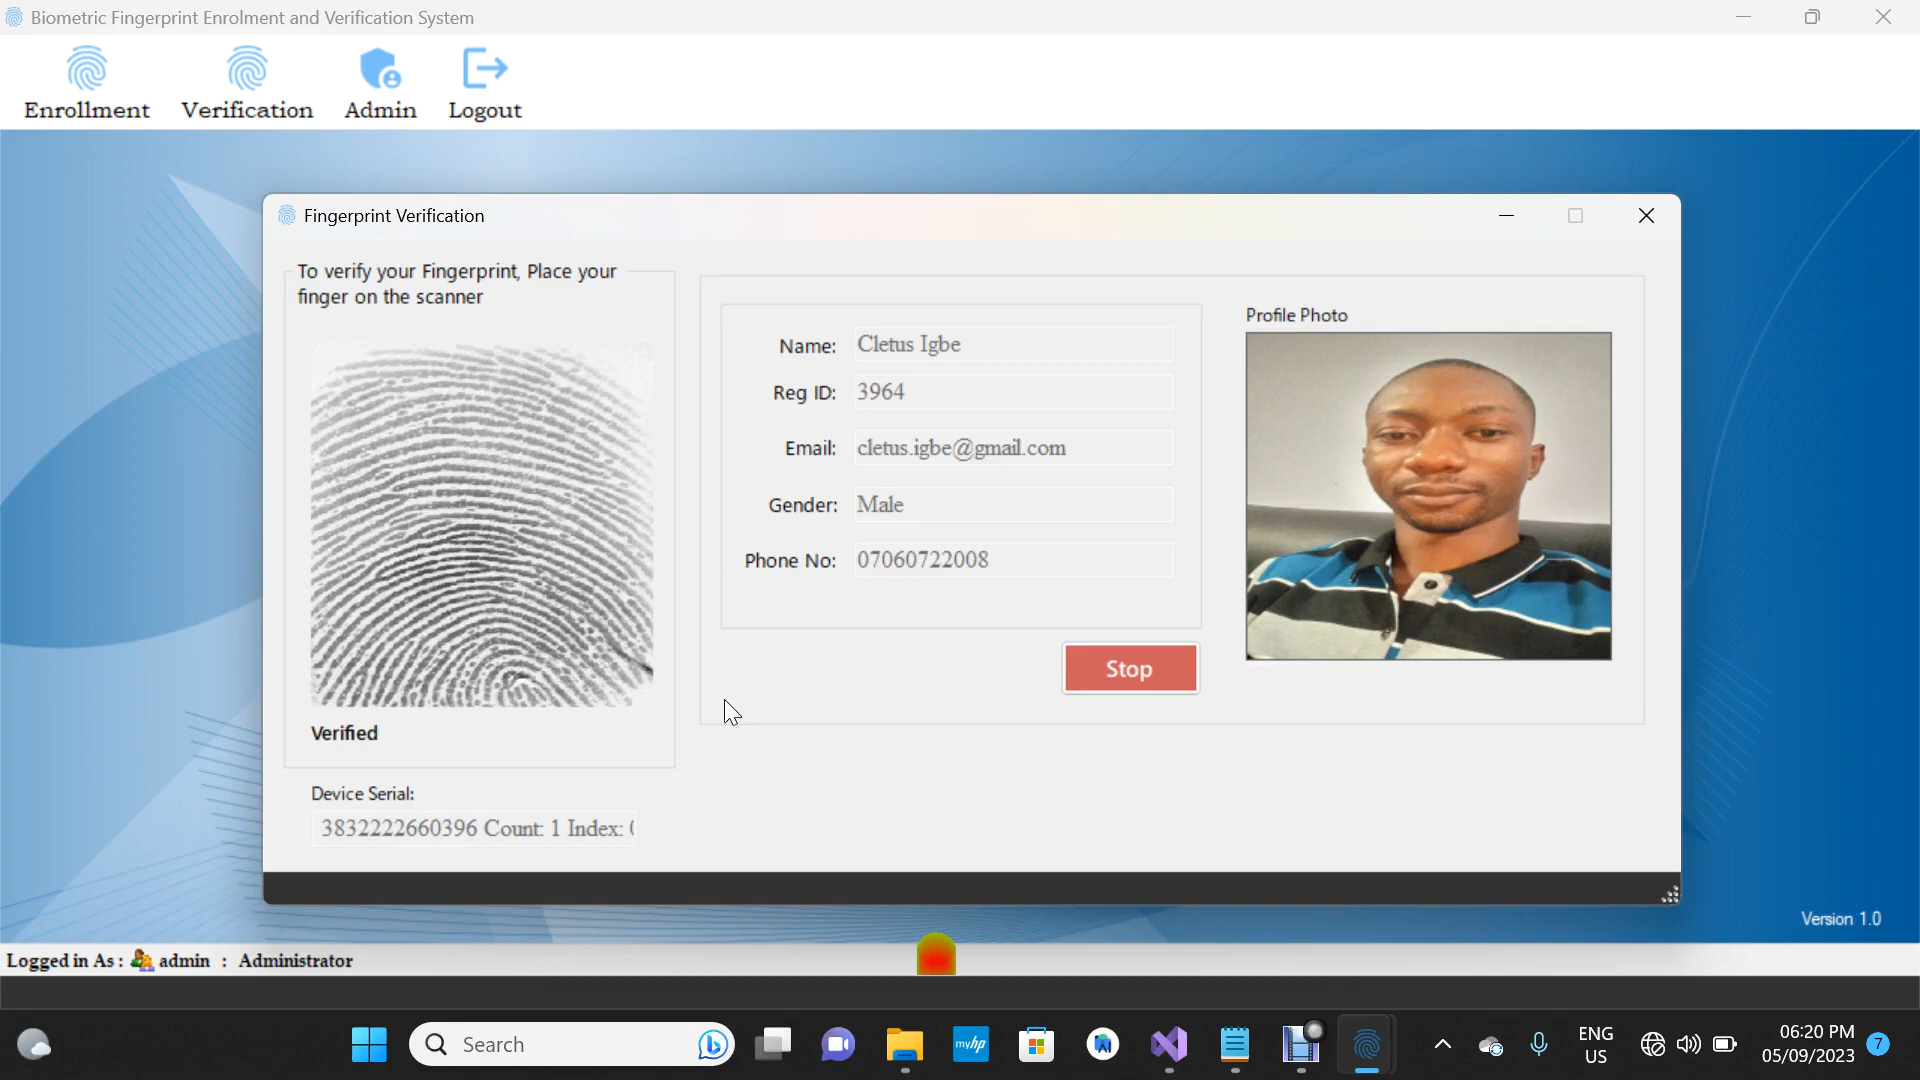 Biometric Fingerprint Enrolment and Verification System
Enrollment Verification Admin Logout
Fingerprint Verification
To verify your Fingerprint, Place your
finger on the scanner
Verified
Device Serial:
3832222660396 Count: 1 Index:
Name: Cletus Igbe
Reg ID: 3964
Email: cletus.igbe@gmail.com
Gender: Male
Phone No: 07060722008
Stop
Profile Photo
Version 1.0
Logged in As : admin : Administrator
Search
myhp
ENG
US
06:20 PM
05/09/2023
7